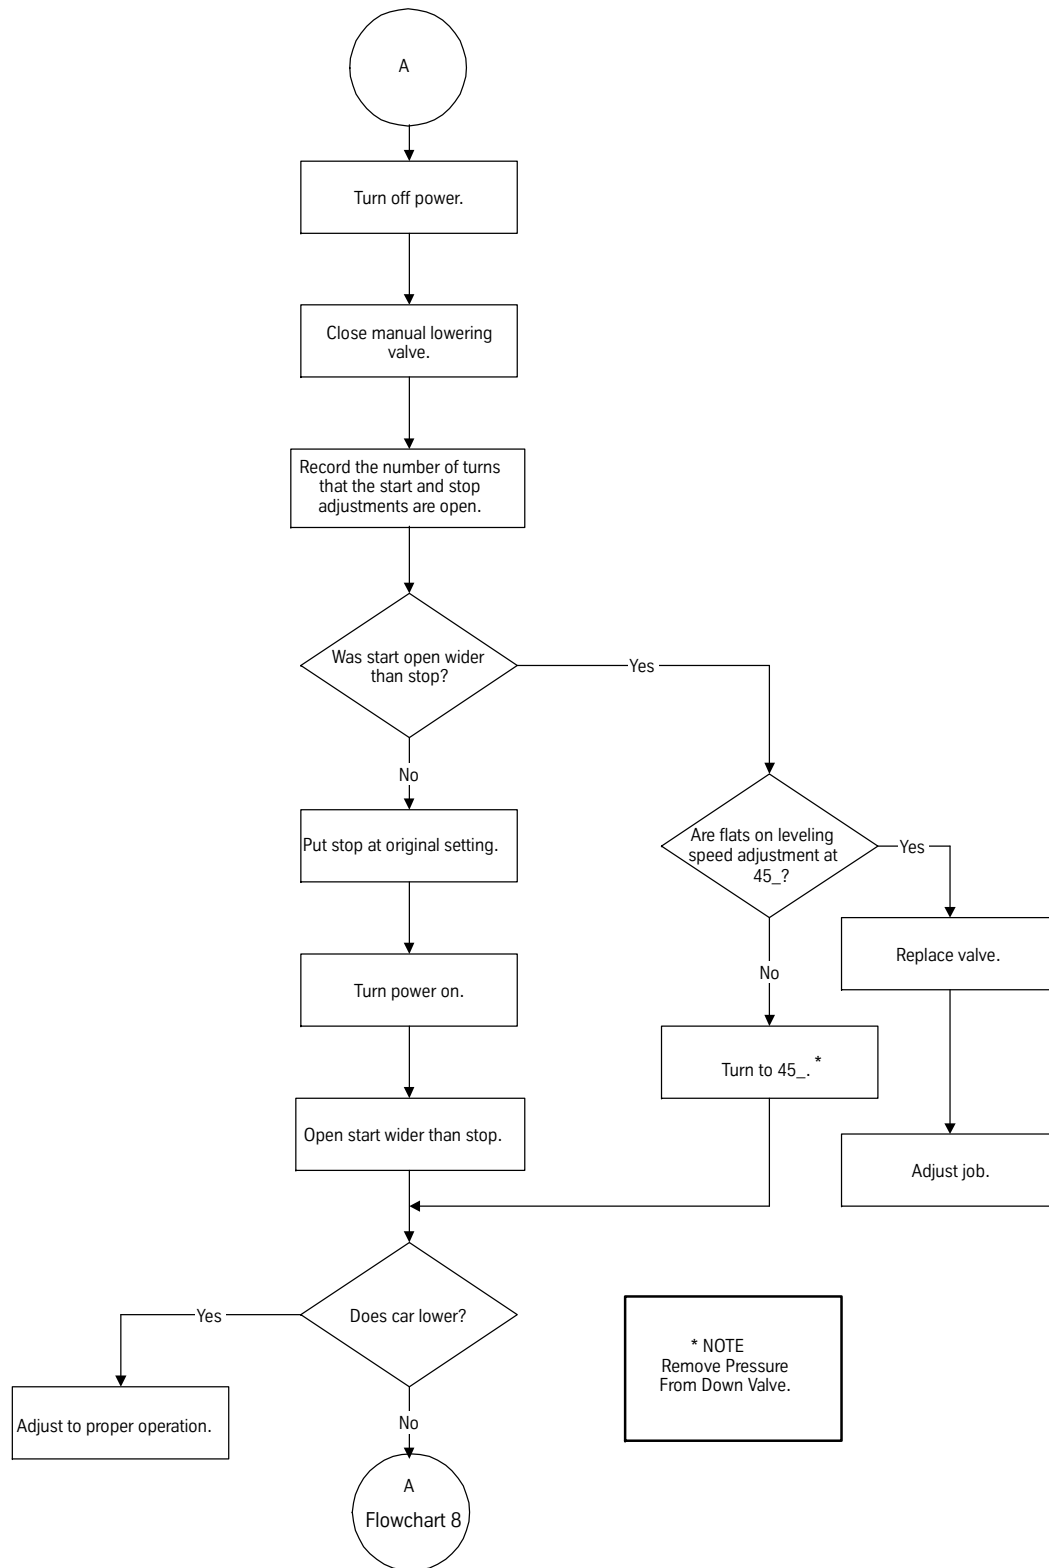 A
Turn off power.
Close manual lowering
valve.
Record the number of turns
that the start and stop
adjustments are open.
Was start open wider
than stop?
Yes
No
Put stop at original setting.
Are flats on leveling
speed adjustment at
45_?
Yes
No
Replace valve.
Turn power on.
Turn to 45_. *
Open start wider than stop.
Adjust job.
Does car lower?
Yes
No
* NOTE
Remove Pressure
From Down Valve.
Adjust to proper operation.
A
Flowchart 8